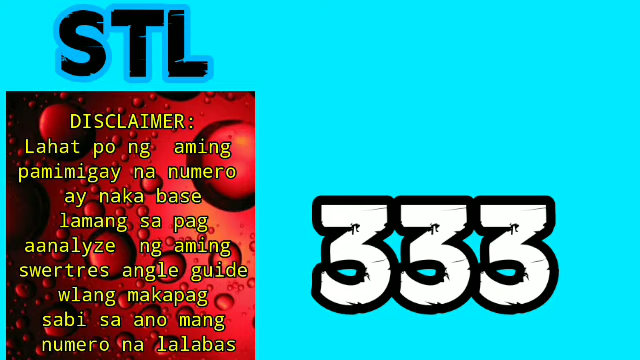 STL
DISCLAIMER:
Lahat po ng aming
pamimigay na numero
ay naka base
lamang sa pag
aanalyze ng aming
swertres angle guide
wlang makapag
sabi sa ano mang
numero na lalabas
333